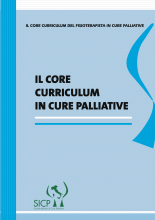 IL CORE CURRICULUM DEL FISIOTERAPISTA IN CURE PALLIATIVE
IL CORE
CURRICULUM
IN CURE PALLIATIVE
SICP